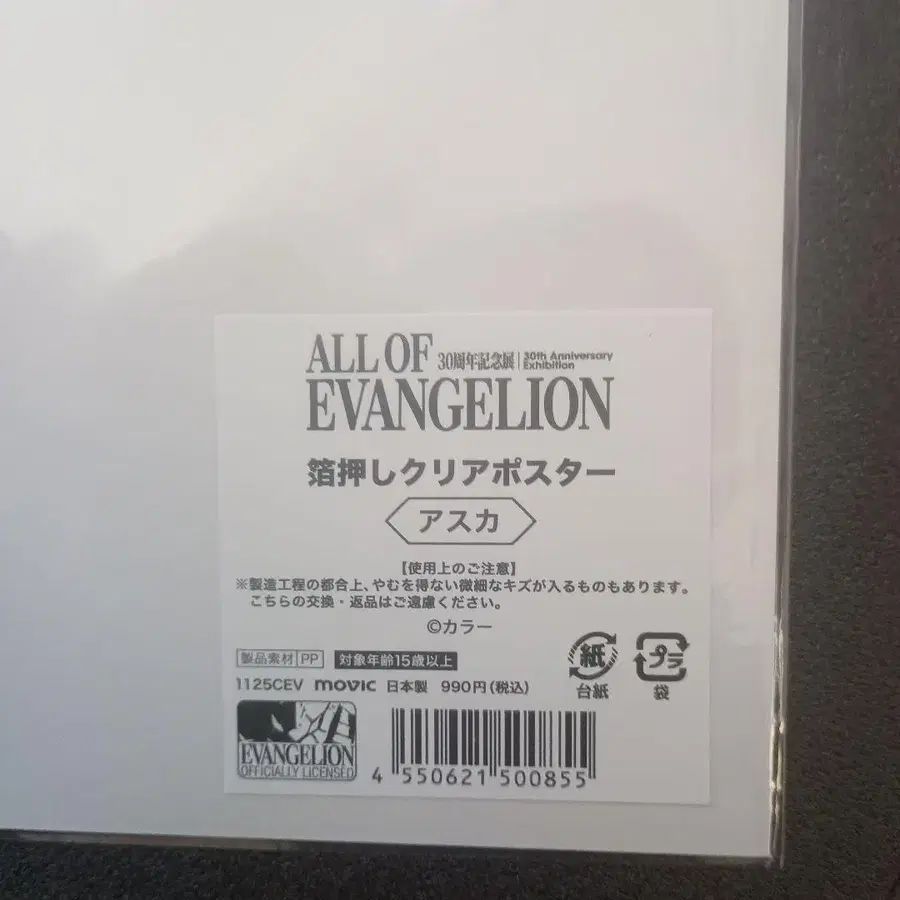 ALL OF
30周年記念展 | 30th Anniversary Exhibition
EVANGELION
箔押しクリアポスター
アスカ
【使用上のご注意】
※製造工程の都合上、やむを得ない微細なキズが入るものもあります。
こちらの交換・返品はご遠慮ください。
©カラー
製品素材 PP 対象年齢15歳以上
1125CEV movic 日本製 990円(税込)
紙
台紙
プラ
袋
EVANGELION
OFFICIALLY LICENSED
4 550621 500855